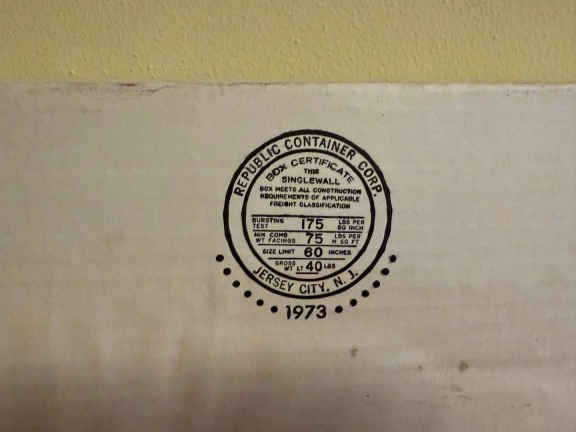 REPUBLIC CONTAINER CORP.
BOX CERTIFICATE
THIS
SINGLEWALL
BOX MEETS ALL CONSTRUCTION
REQUIREMENTS OF APPLICABLE
FREIGHT CLASSIFICATION
BURSTING TEST 175 LBS PER SQ INCH
MIN COMB WT FACINGS 75 LBS PER M SQ FT
SIZE LIMIT 60 INCHES
GROSS WT LT 40 LBS
JERSEY CITY, N. J.
1973